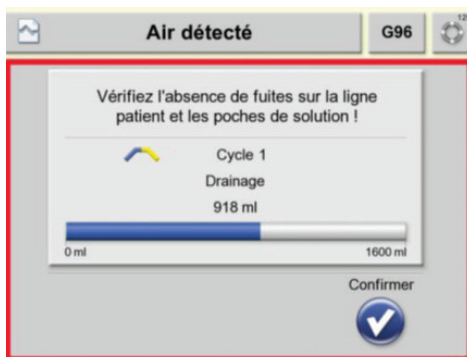 Air détecté
G96
12
Vérifiez l'absence de fuites sur la ligne
patient et les poches de solution !
Cycle 1
Drainage
918 ml
0 ml
1600 ml
Confirmer